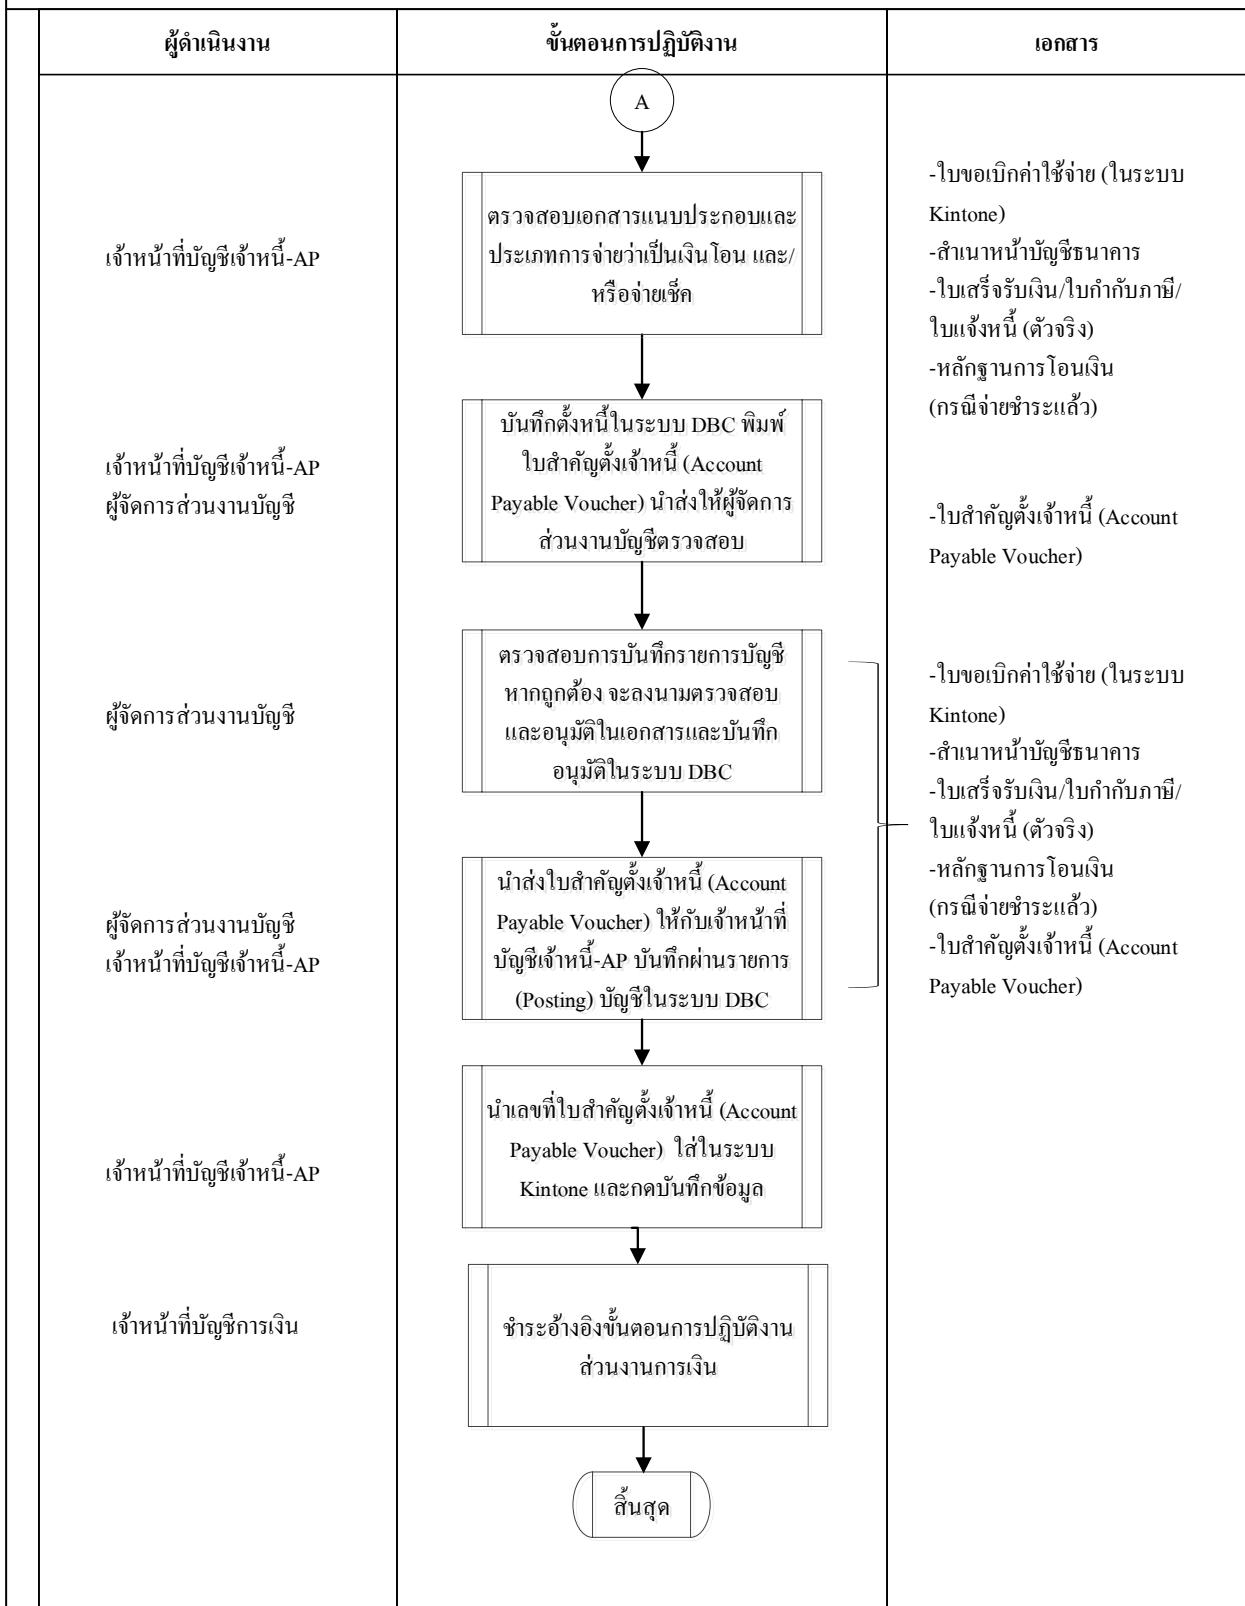 ผู้ดำเนินงาน
ขั้นตอนการปฏิบัติงาน
เอกสาร
A
เจ้าหน้าที่บัญชีเจ้าหนี้-AP
ตรวจสอบเอกสารแนบประกอบและ
ประเภทการจ่ายว่าเป็นเงินโอน และ/
หรือจ่ายเช็ค
-ใบขอเบิกค่าใช้จ่าย (ในระบบ
Kintone)
-สำเนาหน้าบัญชีธนาคาร
-ใบเสร็จรับเงิน/ใบกำกับภาษี/
ใบแจ้งหนี้ (ตัวจริง)
-หลักฐานการโอนเงิน
(กรณีจ่ายชำระแล้ว)
เจ้าหน้าที่บัญชีเจ้าหนี้-AP
ผู้จัดการส่วนงานบัญชี
บันทึกตั้งหนี้ในระบบ DBC พิมพ์
ใบสำคัญตั้งเจ้าหนี้ (Account
Payable Voucher) นำส่งให้ผู้จัดการ
ส่วนงานบัญชีตรวจสอบ
-ใบสำคัญตั้งเจ้าหนี้ (Account
Payable Voucher)
ผู้จัดการส่วนงานบัญชี
ตรวจสอบการบันทึกรายการบัญชี
หากถูกต้อง จะลงนามตรวจสอบ
และอนุมัติในเอกสารและบันทึก
อนุมัติในระบบ DBC
-ใบขอเบิกค่าใช้จ่าย (ในระบบ
Kintone)
-สำเนาหน้าบัญชีธนาคาร
-ใบเสร็จรับเงิน/ใบกำกับภาษี/
ใบแจ้งหนี้ (ตัวจริง)
-หลักฐานการโอนเงิน
(กรณีจ่ายชำระแล้ว)
-ใบสำคัญตั้งเจ้าหนี้ (Account
Payable Voucher)
ผู้จัดการส่วนงานบัญชี
เจ้าหน้าที่บัญชีเจ้าหนี้-AP
นำส่งใบสำคัญตั้งเจ้าหนี้ (Account
Payable Voucher) ให้กับเจ้าหน้าที่
บัญชีเจ้าหนี้-AP บันทึกผ่านรายการ
(Posting) บัญชีในระบบ DBC
เจ้าหน้าที่บัญชีเจ้าหนี้-AP
นำเลขที่ใบสำคัญตั้งเจ้าหนี้ (Account
Payable Voucher) ใส่ในระบบ
Kintone และกดบันทึกข้อมูล
เจ้าหน้าที่บัญชีการเงิน
ชำระอ้างอิงขั้นตอนการปฏิบัติงาน
ส่วนงานการเงิน
สิ้นสุด